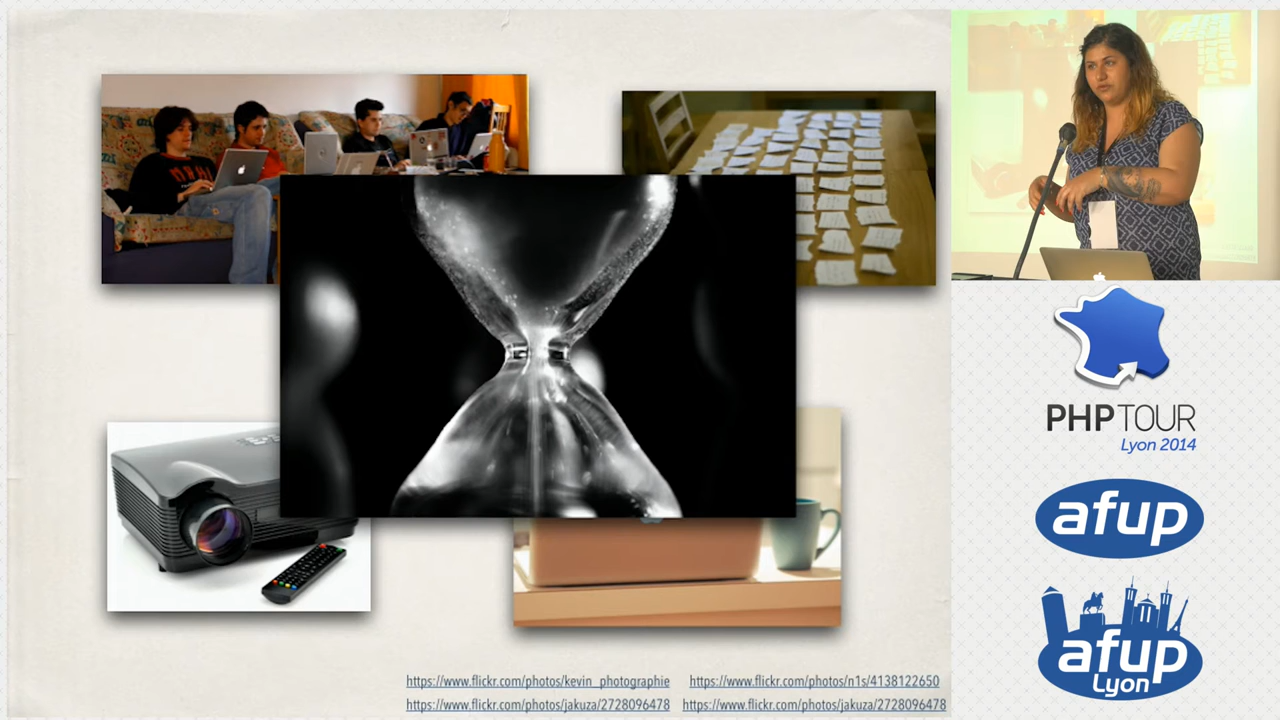 https://www.flickr.com/photos/kevin_photographie
https://www.flickr.com/photos/n1s/4138122650
https://www.flickr.com/photos/jakuza/2728096478
https://www.flickr.com/photos/jakuza/2728096478
PHPTOUR
Lyon 2014
afup
afup
Lyon